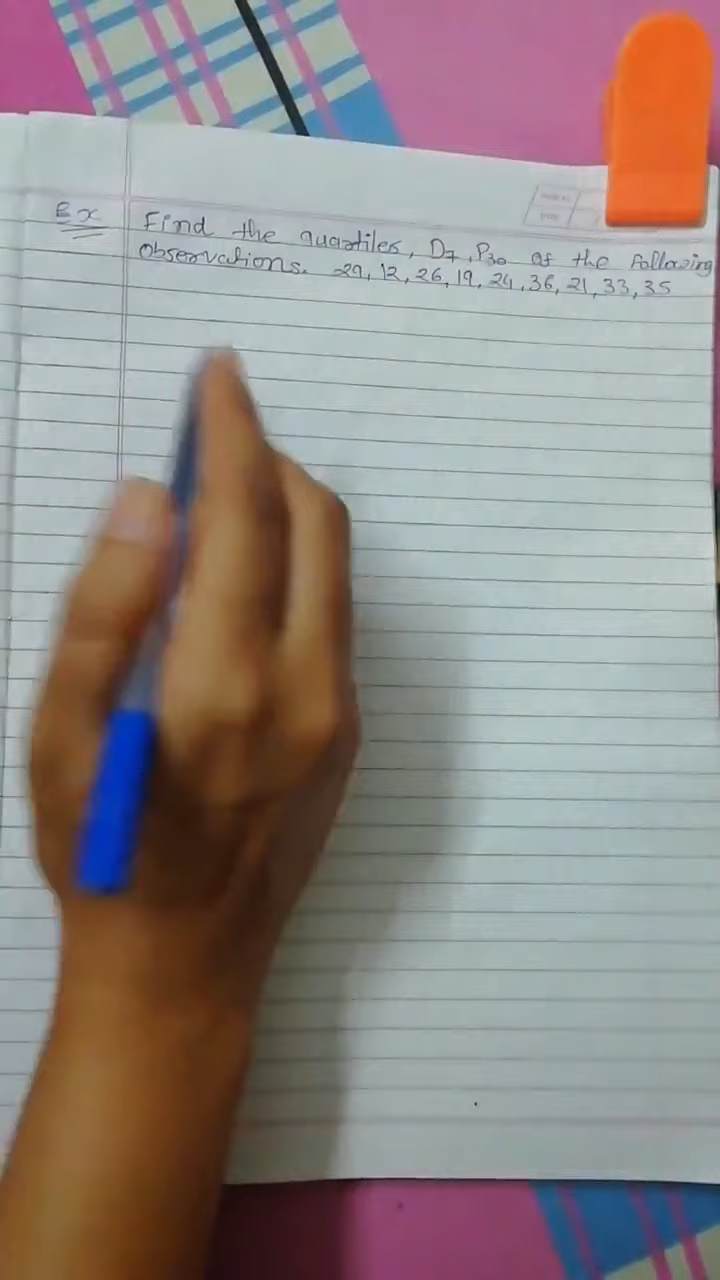 Ex Find the quartiles, D7, P30 of the following
observations. 29, 12, 26, 19, 24, 36, 21, 33, 35